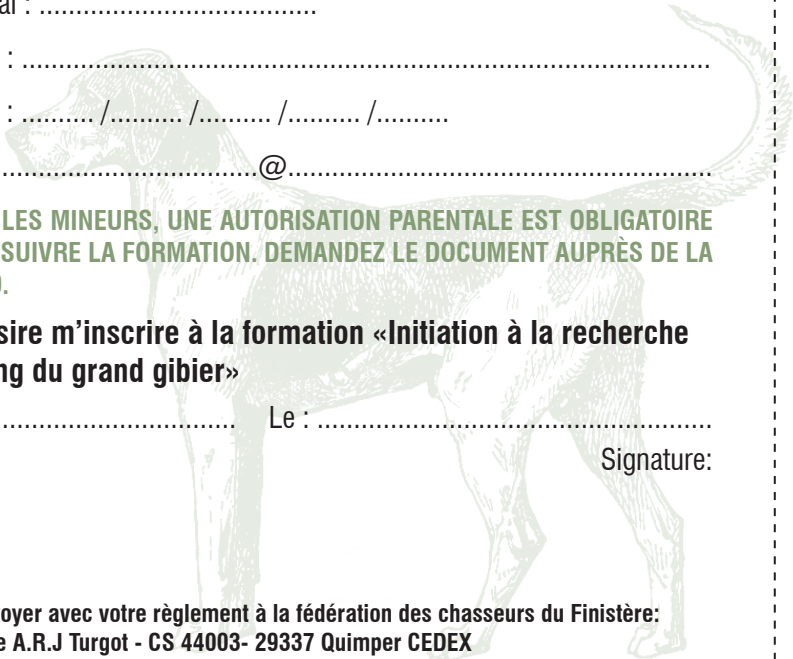 al : ......................................
: ...............................................................................................
: .......... /.......... /.......... /.......... /..........
...................................@...........................................................
LES MINEURS, UNE AUTORISATION PARENTALE EST OBLIGATOIRE
SUIVRE LA FORMATION. DEMANDEZ LE DOCUMENT AUPRÈS DE LA
sire m’inscrire à la formation «Initiation à la recherche
ng du grand gibier»
................................ Le : ......................................................
Signature:
oyer avec votre règlement à la fédération des chasseurs du Finistère:
e A.R.J Turgot - CS 44003- 29337 Quimper CEDEX